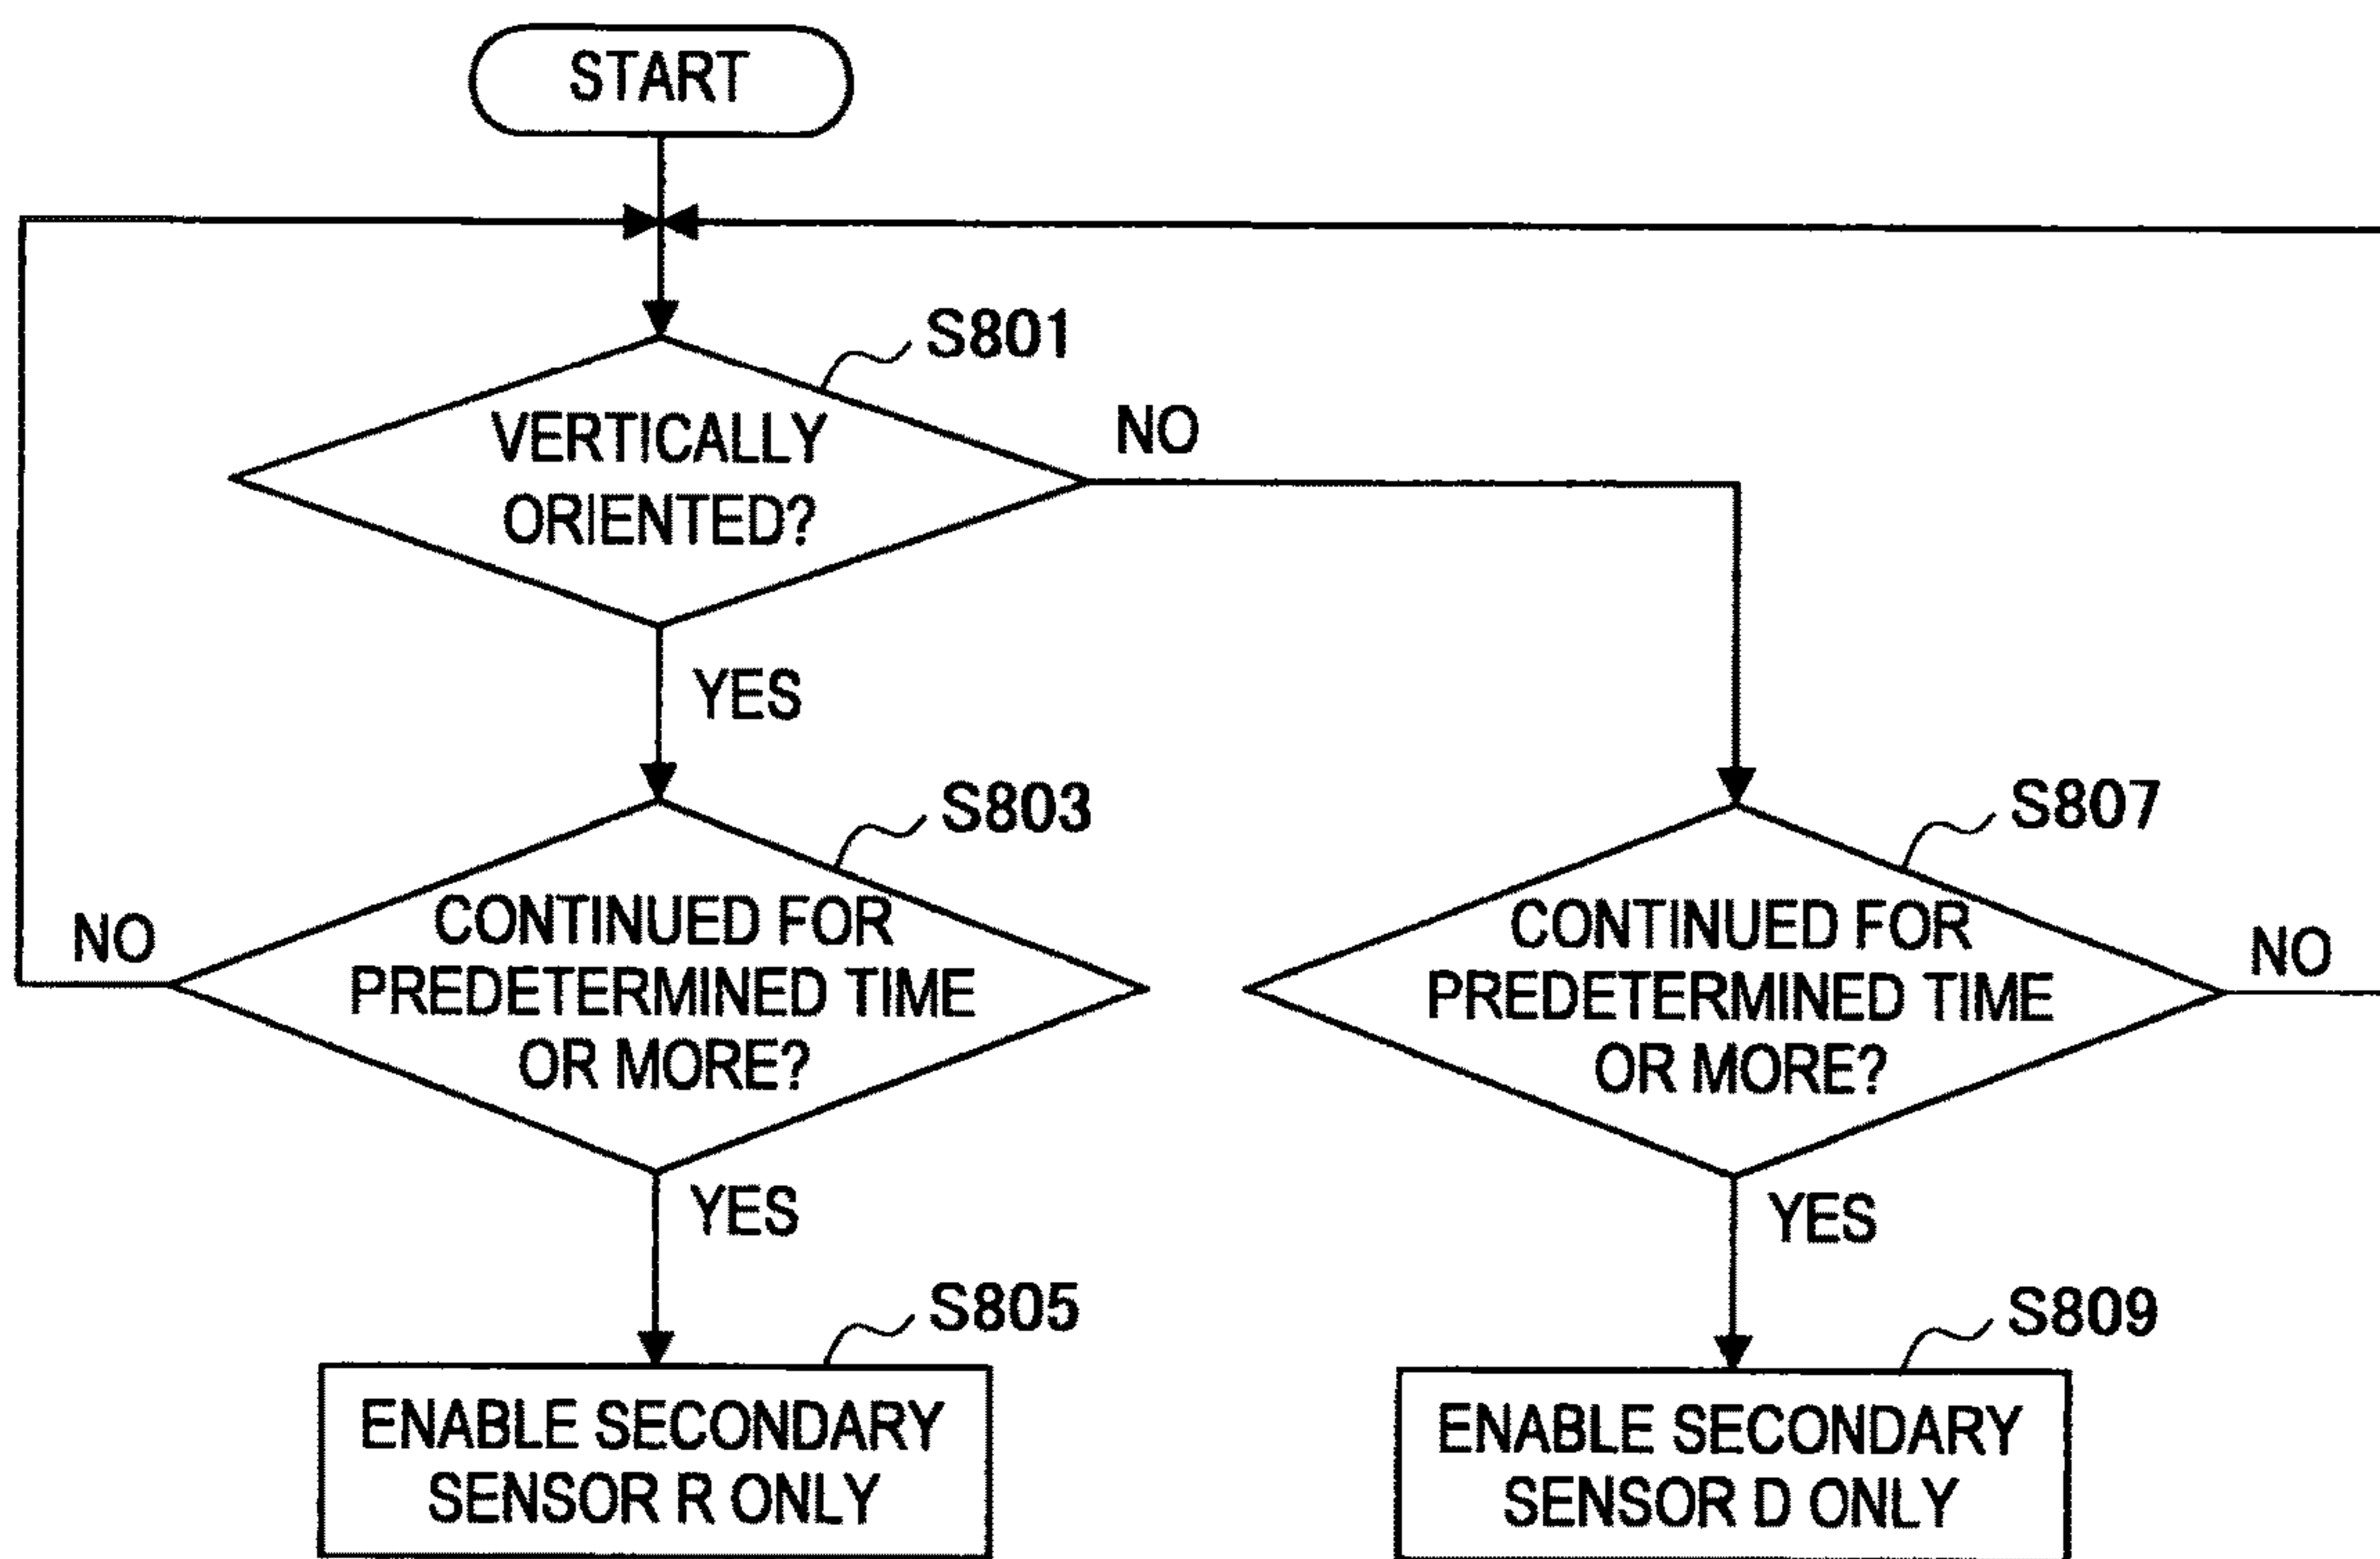 START
S801
VERTICALLY
ORIENTED?
NO
YES
S803
CONTINUED FOR
PREDETERMINED TIME
OR MORE?
NO
YES
S805
ENABLE SECONDARY
SENSOR R ONLY
S807
CONTINUED FOR
PREDETERMINED TIME
OR MORE?
NO
YES
S809
ENABLE SECONDARY
SENSOR D ONLY